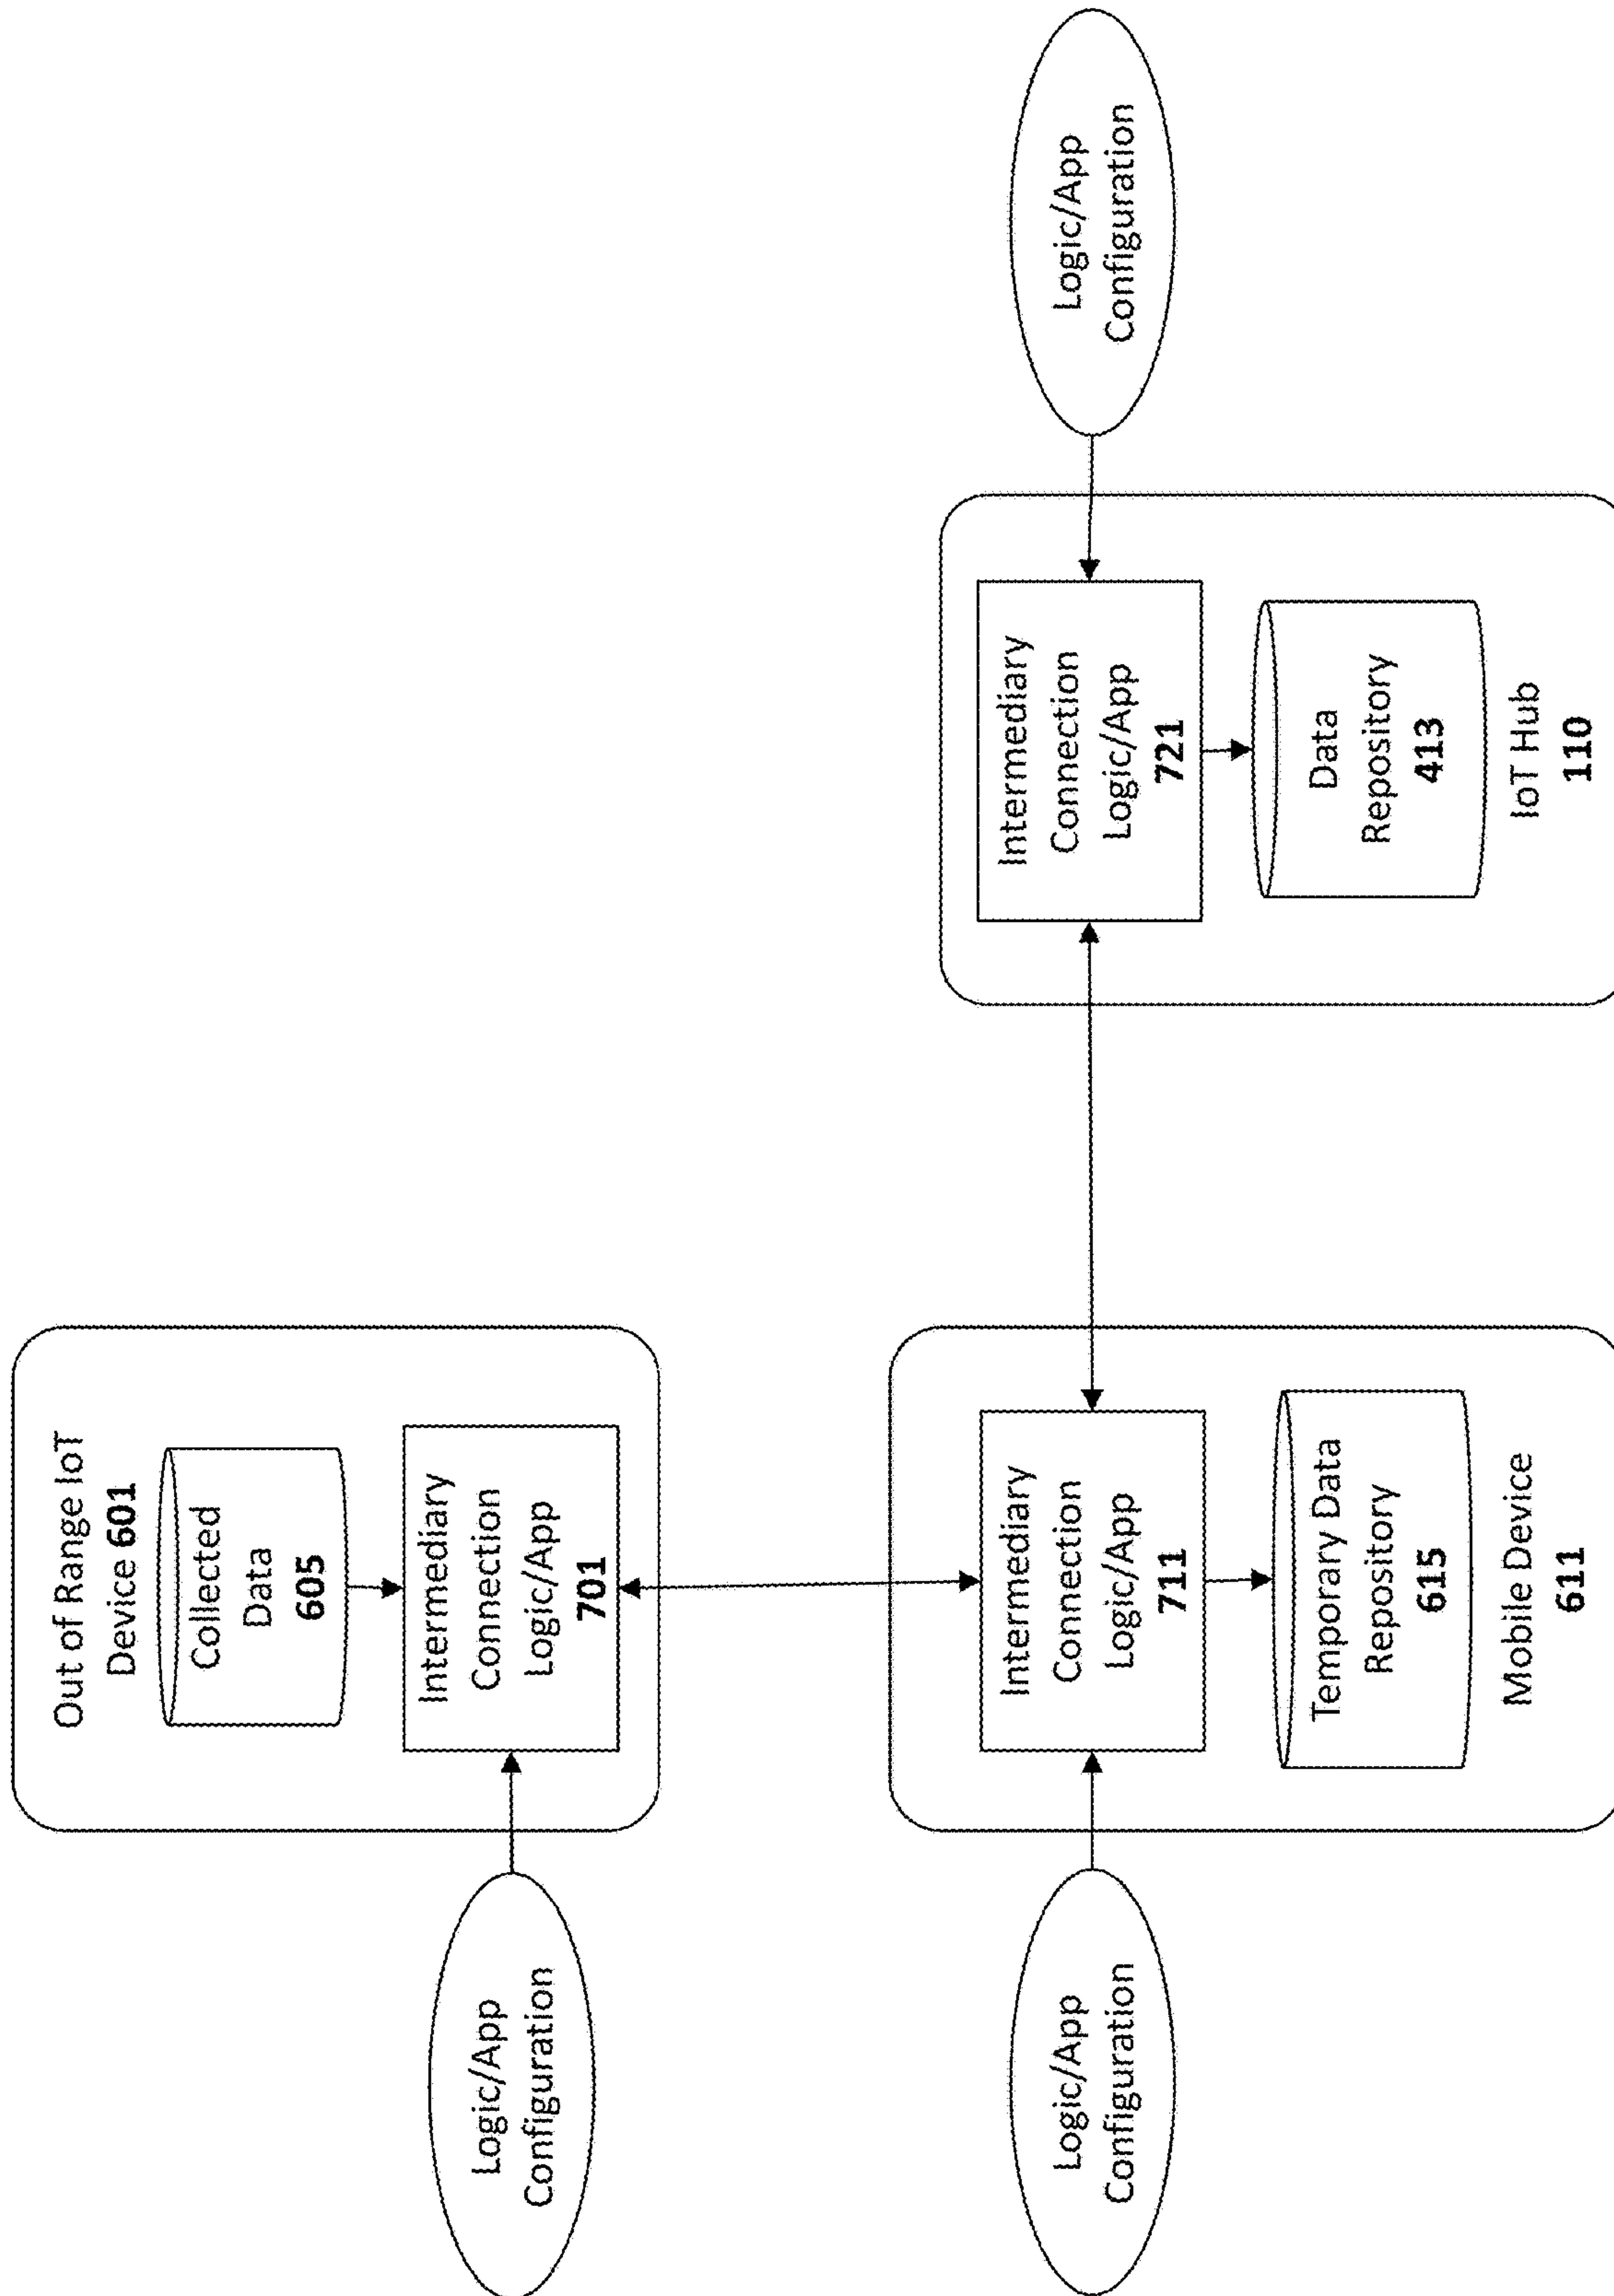 Out of Range IoT
Device 601
Collected
Data
605
Logic/App
Configuration
Intermediary
Connection
Logic/App
701
Logic/App
Configuration
Intermediary
Connection
Logic/App
711
Temporary Data
Repository
615
Mobile Device
611
Intermediary
Connection
Logic/App
721
Data
Repository
413
IoT Hub
110
Logic/App
Configuration